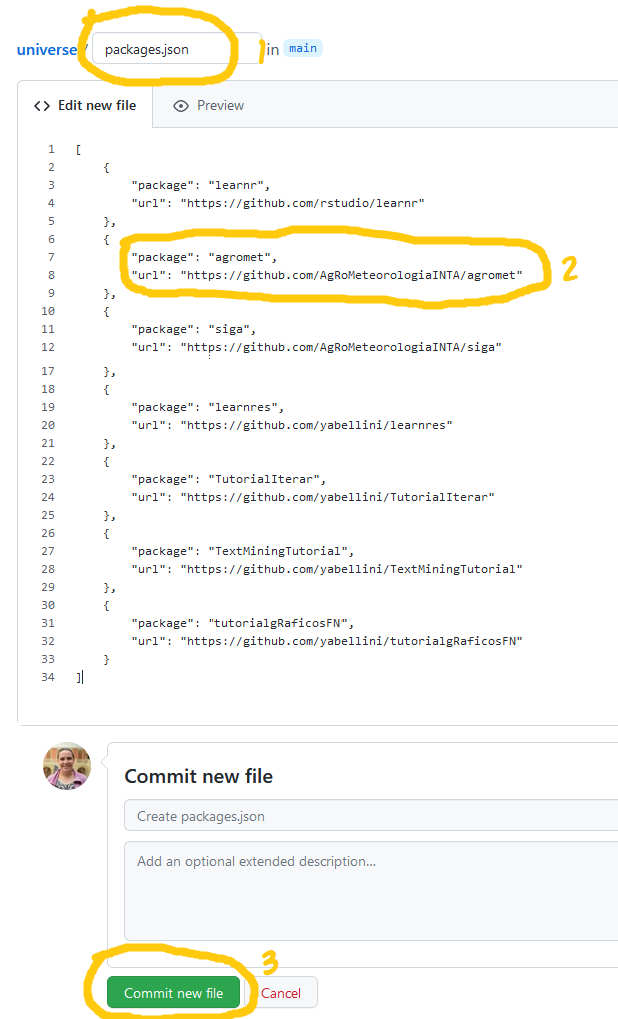 universe / packages.json 1 in main
Edit new file Preview
1 [
2 {
3 "package": "learnr",
4 "url": "https://github.com/rstudio/learnr"
5 },
6 {
7 "package": "agromet",
8 "url": "https://github.com/AgRoMeteorologiaINTA/agromet" 2
9 },
10 {
11 "package": "siga",
12 "url": "https://github.com/AgRoMeteorologiaINTA/siga"
17 },
18 {
19 "package": "learnres",
20 "url": "https://github.com/yabellini/learnres"
21 },
22 {
23 "package": "TutorialIterar",
24 "url": "https://github.com/yabellini/TutorialIterar"
25 },
26 {
27 "package": "TextMiningTutorial",
28 "url": "https://github.com/yabellini/TextMiningTutorial"
29 },
30 {
31 "package": "tutorialgRaficosFN",
32 "url": "https://github.com/yabellini/tutorialgRaficosFN"
33 }
34 ]
Commit new file
Create packages.json
Add an optional extended description...
3
Commit new file Cancel